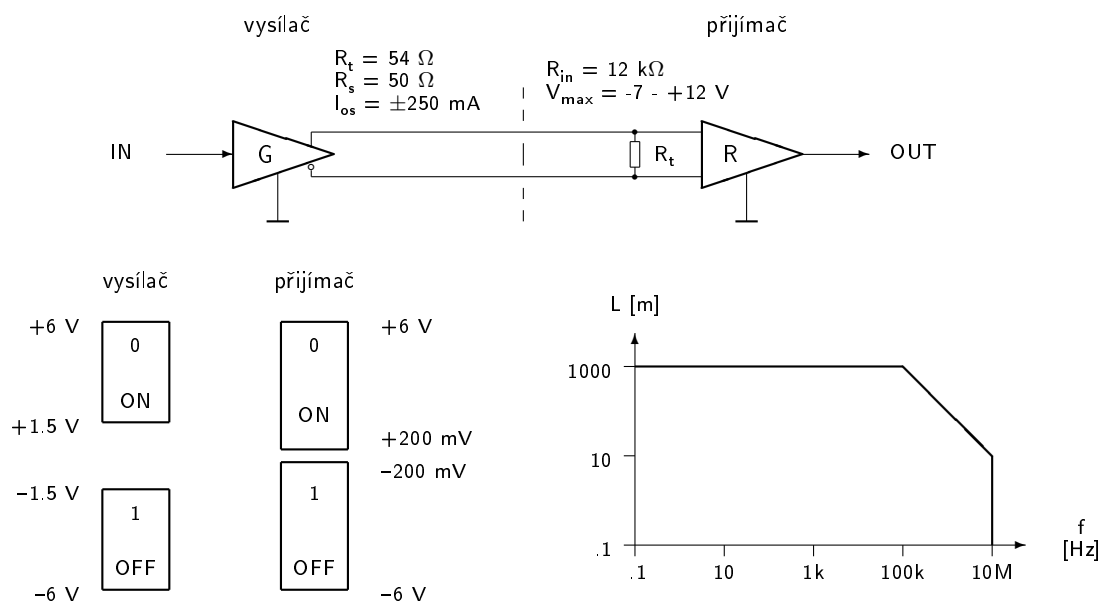 vysílač
přijímač
R_t = 54 Ω
R_s = 50 Ω
I_os = ±250 mA
R_in = 12 kΩ
V_max = -7 - +12 V
IN
G
R_t
R
OUT
vysílač
přijímač
+6 V
0
ON
+1.5 V
−1.5 V
1
OFF
−6 V
0
ON
1
OFF
+6 V
+200 mV
−200 mV
−6 V
L [m]
1000
10
.1
.1
10
1k
100k
10M
f
[Hz]